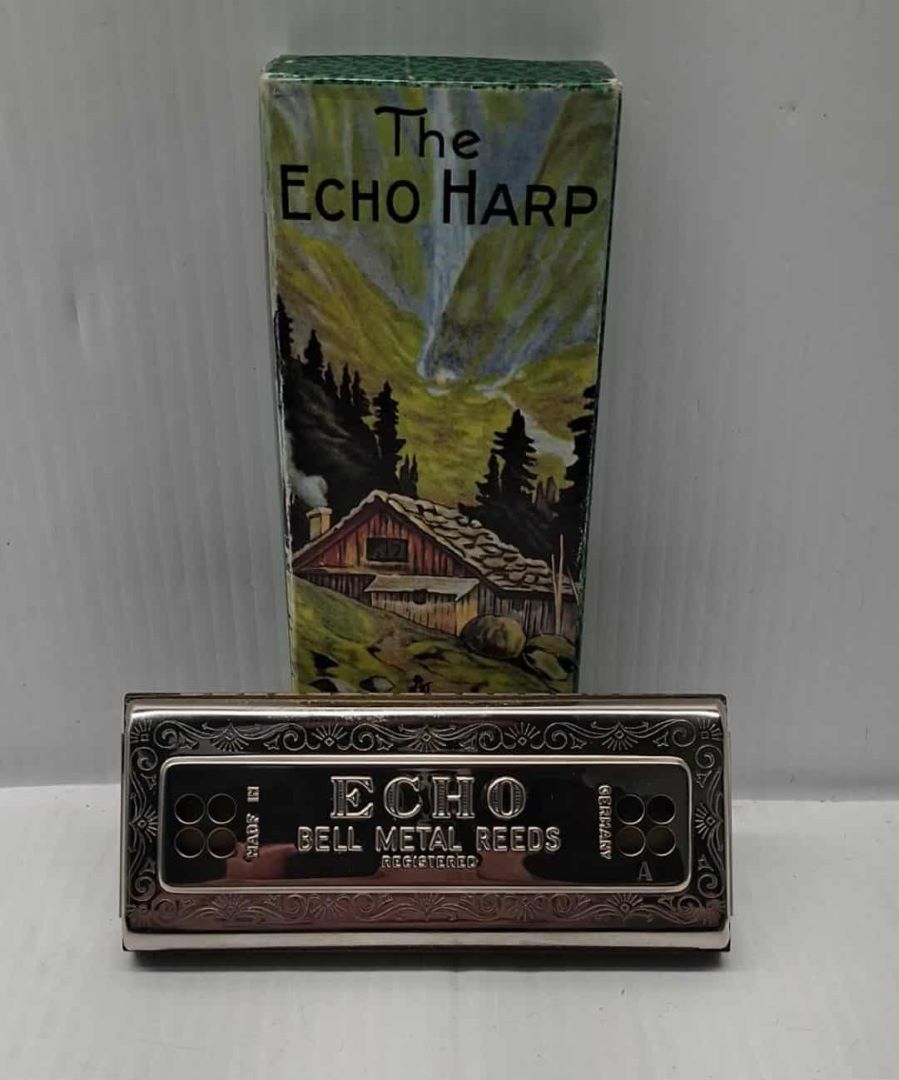 The
ECHO HARP
ECHO
BELL METAL REEDS
REGISTERED
MADE IN
GERMANY
A